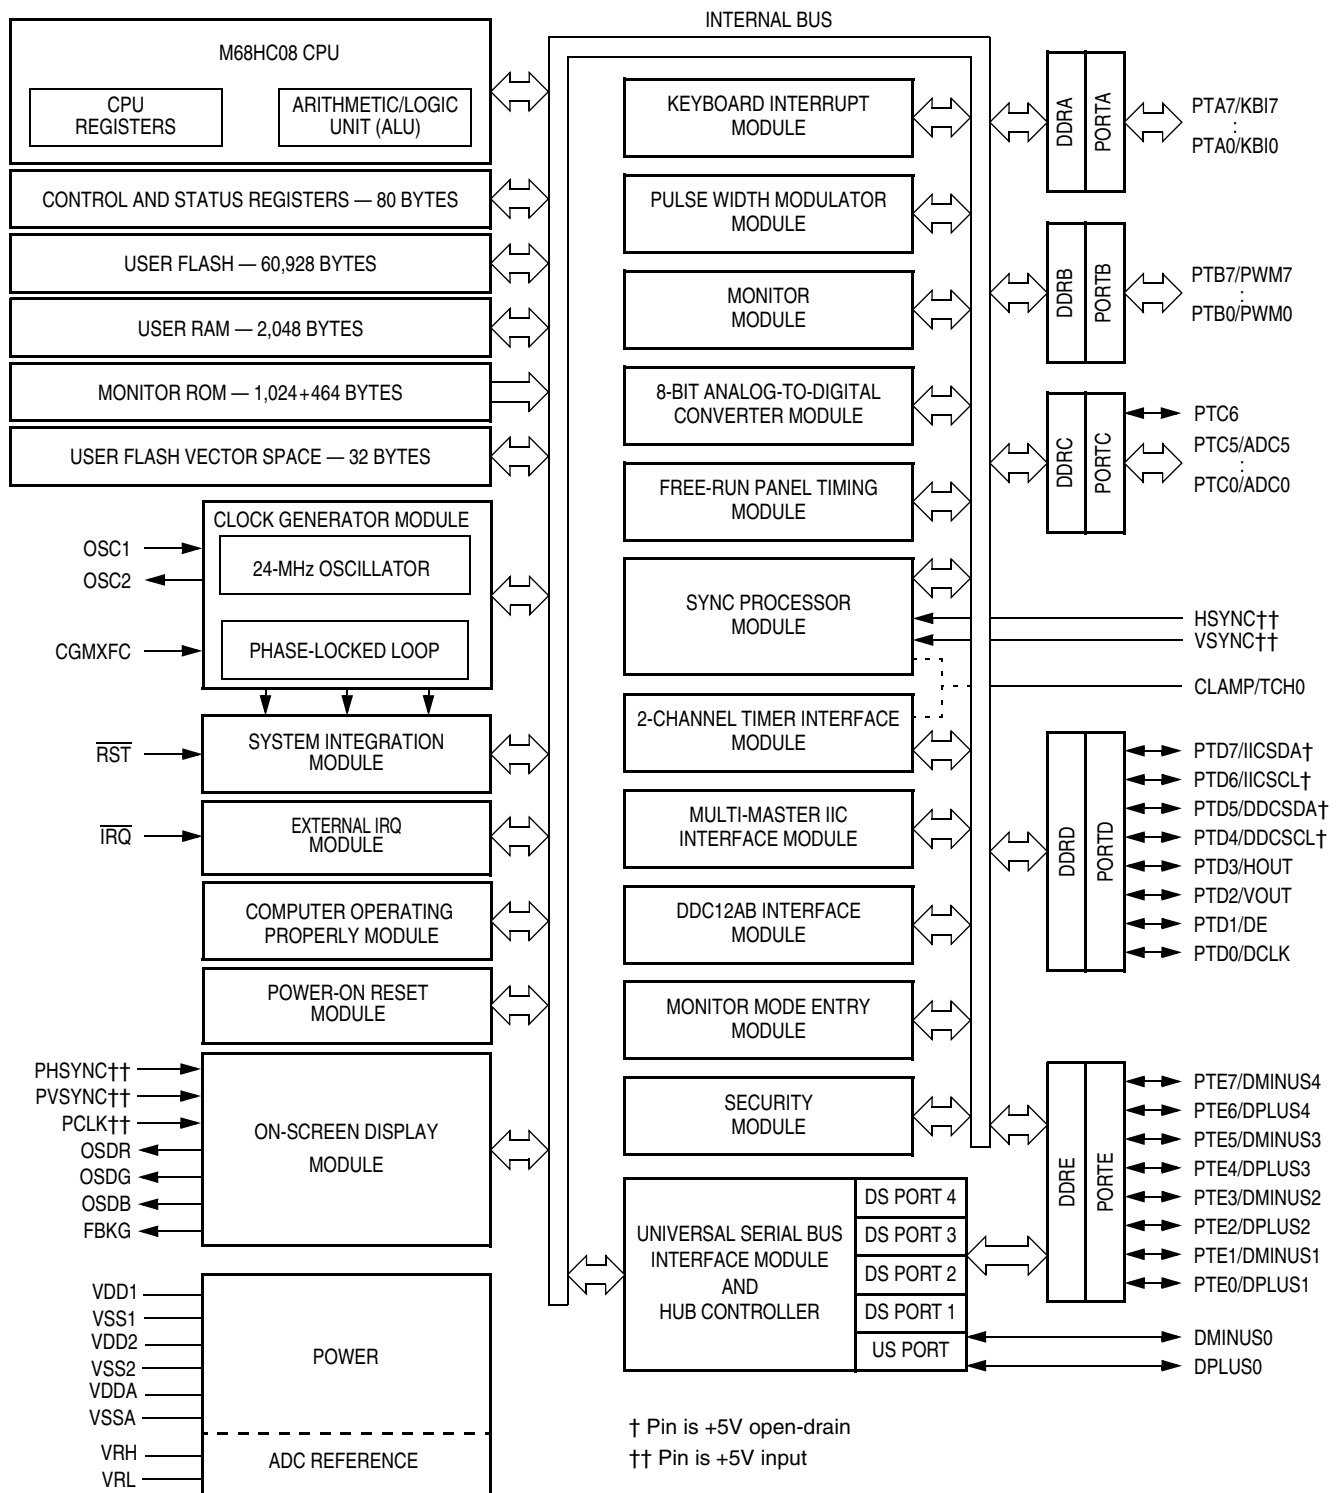 INTERNAL BUS
M68HC08 CPU
CPU
REGISTERS
ARITHMETIC/LOGIC
UNIT (ALU)
CONTROL AND STATUS REGISTERS — 80 BYTES
USER FLASH — 60,928 BYTES
USER RAM — 2,048 BYTES
MONITOR ROM — 1,024+464 BYTES
USER FLASH VECTOR SPACE — 32 BYTES
CLOCK GENERATOR MODULE
24-MHz OSCILLATOR
PHASE-LOCKED LOOP
OSC1
OSC2
CGMXFC
SYSTEM INTEGRATION
MODULE
RST
EXTERNAL IRQ
MODULE
IRQ
COMPUTER OPERATING
PROPERLY MODULE
POWER-ON RESET
MODULE
PHSYNC††
PVSYNC††
PCLK††
OSDR
OSDG
OSDB
FBKG
ON-SCREEN DISPLAY
MODULE
VDD1
VSS1
VDD2
VSS2
VDDA
VSSA
VRH
VRL
POWER
ADC REFERENCE
KEYBOARD INTERRUPT
MODULE
PULSE WIDTH MODULATOR
MODULE
MONITOR
MODULE
8-BIT ANALOG-TO-DIGITAL
CONVERTER MODULE
FREE-RUN PANEL TIMING
MODULE
SYNC PROCESSOR
MODULE
2-CHANNEL TIMER INTERFACE
MODULE
MULTI-MASTER IIC
INTERFACE MODULE
DDC12AB INTERFACE
MODULE
MONITOR MODE ENTRY
MODULE
SECURITY
MODULE
UNIVERSAL SERIAL BUS
INTERFACE MODULE
AND
HUB CONTROLLER
DS PORT 4
DS PORT 3
DS PORT 2
DS PORT 1
US PORT
† Pin is +5V open-drain
†† Pin is +5V input
DDRA
PORTA
PTA7/KBI7
:
PTA0/KBI0
DDRB
PORTB
PTB7/PWM7
:
PTB0/PWM0
DDRC
PORTC
PTC6
PTC5/ADC5
:
PTC0/ADC0
HSYNC††
VSYNC††
CLAMP/TCH0
DDRD
PORTD
PTD7/IICSDA†
PTD6/IICSCL†
PTD5/DDCSDA†
PTD4/DDCSCL†
PTD3/HOUT
PTD2/VOUT
PTD1/DE
PTD0/DCLK
DDRE
PORTE
PTE7/DMINUS4
PTE6/DPLUS4
PTE5/DMINUS3
PTE4/DPLUS3
PTE3/DMINUS2
PTE2/DPLUS2
PTE1/DMINUS1
PTE0/DPLUS1
DMINUS0
DPLUS0